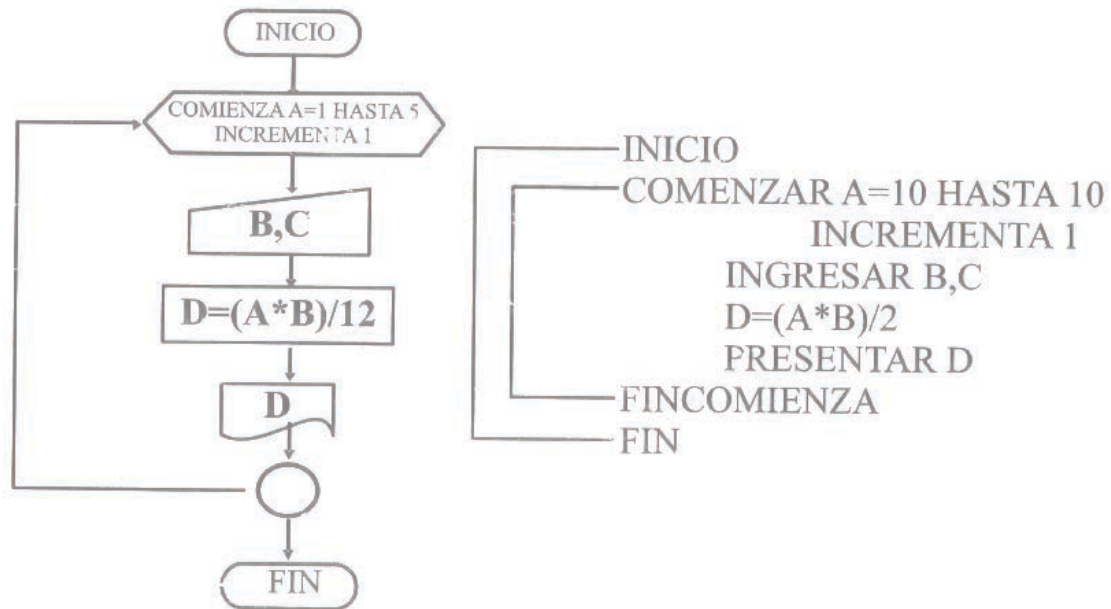 INICIO
COMIENZA A=1 HASTA 5
INCREMENTA 1
B,C
D=(A*B)/12
D
FIN
INICIO
COMENZAR A=10 HASTA 10
INCREMENTA 1
INGRESAR B,C
D=(A*B)/2
PRESENTAR D
FINCOMIENZA
FIN